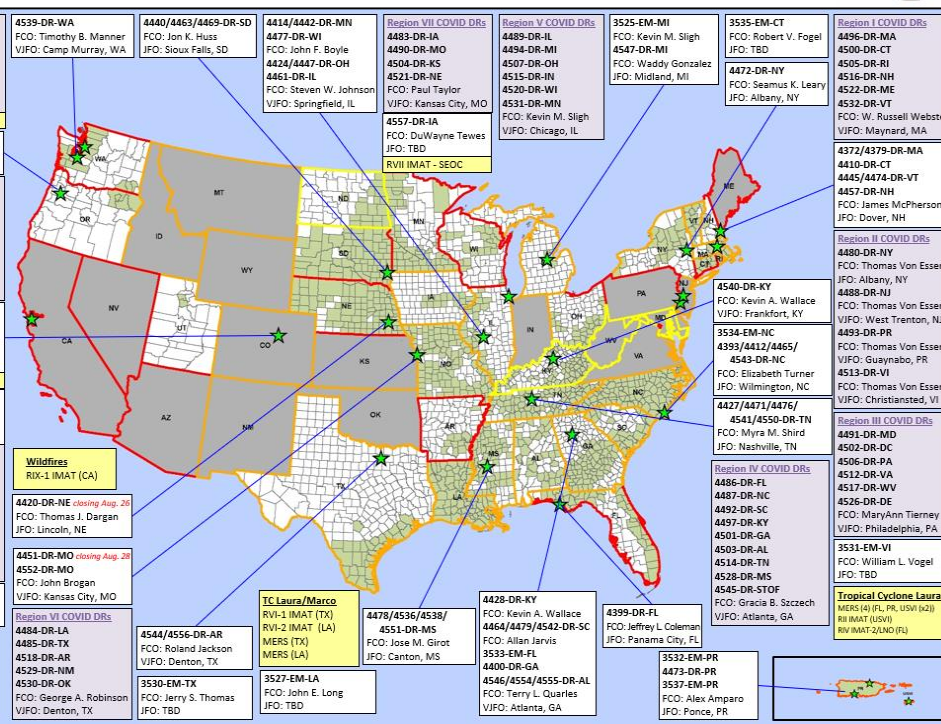 4539-DR-WA
FCO: Timothy B. Manner
VJFO: Camp Murray, WA
4440/4463/4469-DR-SD
FCO: Jon K. Huss
JFO: Sioux Falls, SD
4414/4442-DR-MN
4477-DR-WI
FCO: John F. Boyle
4424/4447-DR-OH
4461-DR-IL
FCO: Steven W. Johnson
VJFO: Springfield, IL
Region VII COVID DRs
4483-DR-IA
4490-DR-MO
4504-DR-KS
4521-DR-NE
FCO: Paul Taylor
VJFO: Kansas City, MO
4557-DR-IA
FCO: DuWayne Tewes
JFO: TBD
RVII IMAT - SEOC
Region V COVID DRs
4489-DR-IL
4494-DR-MI
4507-DR-OH
4515-DR-IN
4520-DR-WI
4531-DR-MN
FCO: Kevin M. Sligh
VJFO: Chicago, IL
3525-EM-MI
FCO: Kevin M. Sligh
4547-DR-MI
FCO: Waddy Gonzalez
JFO: Midland, MI
3535-EM-CT
FCO: Robert V. Fogel
JFO: TBD
4472-DR-NY
FCO: Seamus K. Leary
JFO: Albany, NY
Region I COVID DRs
4496-DR-MA
4500-DR-CT
4505-DR-RI
4516-DR-NH
4522-DR-ME
4532-DR-VT
FCO: W. Russell Webste
VJFO: Maynard, MA
4372/4379-DR-MA
4410-DR-CT
4445/4474-DR-VT
4457-DR-NH
FCO: James McPherson
JFO: Dover, NH
Region II COVID DRs
4480-DR-NY
FCO: Thomas Von Esse
JFO: Albany, NY
4488-DR-NJ
FCO: Thomas Von Esse
VJFO: West Trenton, NJ
4493-DR-PR
FCO: Thomas Von Esse
VJFO: Guaynabo, PR
4513-DR-VI
FCO: Thomas Von Esse
VJFO: Christiansted, VI
4540-DR-KY
FCO: Kevin A. Wallace
VJFO: Frankfort, KY
3534-EM-NC
4393/4412/4465/
4543-DR-NC
FCO: Elizabeth Turner
JFO: Wilmington, NC
4427/4471/4476/
4541/4550-DR-TN
FCO: Myra M. Shird
JFO: Nashville, TN
Region III COVID DRs
4491-DR-MD
4502-DR-DC
4506-DR-PA
4512-DR-VA
4517-DR-WV
4526-DR-DE
FCO: MaryAnn Tierney
VJFO: Philadelphia, PA
Region IV COVID DRs
4486-DR-FL
4487-DR-NC
4492-DR-SC
4497-DR-KY
4501-DR-GA
4503-DR-AL
4514-DR-TN
4528-DR-MS
4545-DR-STOF
FCO: Gracia B. Szczech
VJFO: Atlanta, GA
3531-EM-VI
FCO: William L. Vogel
JFO: TBD
Tropical Cyclone Laura
MERS (4) (FL, PR, USVI (x2))
RII IMAT (USVI)
RIV IMAT-2/LNO (FL)
WA
OR
MT
ID
WY
NV
CA
UT
CO
AZ
NM
ND
SD
NE
KS
OK
TX
MN
IA
MO
AR
LA
WI
IL
IN
OH
KY
TN
MS
AL
GA
FL
SC
NC
VA
WV
MD
PA
NJ
NY
VT
NH
ME
MA
CT
RI
Wildfires
RIX-1 IMAT (CA)
4420-DR-NE closing Aug. 26
FCO: Thomas J. Dargan
JFO: Lincoln, NE
4451-DR-MO closing Aug. 28
4552-DR-MO
FCO: John Brogan
VJFO: Kansas City, MO
Region VI COVID DRs
4484-DR-LA
4485-DR-TX
4518-DR-AR
4529-DR-NM
4530-DR-OK
FCO: George A. Robinson
VJFO: Denton, TX
4544/4556-DR-AR
FCO: Roland Jackson
VJFO: Denton, TX
3530-EM-TX
FCO: Jerry S. Thomas
JFO: TBD
TC Laura/Marco
RVI-1 IMAT (TX)
RVI-2 IMAT (LA)
MERS (TX)
MERS (LA)
3527-EM-LA
FCO: John E. Long
JFO: TBD
4478/4536/4538/
4551-DR-MS
FCO: Jose M. Girot
JFO: Canton, MS
4428-DR-KY
FCO: Kevin A. Wallace
4464/4479/4542-DR-SC
FCO: Allan Jarvis
3533-EM-FL
4400-DR-GA
4546/4554/4555-DR-AL
FCO: Terry L. Quarles
VJFO: Atlanta, GA
4399-DR-FL
FCO: Jeffrey L. Coleman
JFO: Panama City, FL
3532-EM-PR
4473-DR-PR
3537-EM-PR
FCO: Alex Amparo
JFO: Ponce, PR
PR